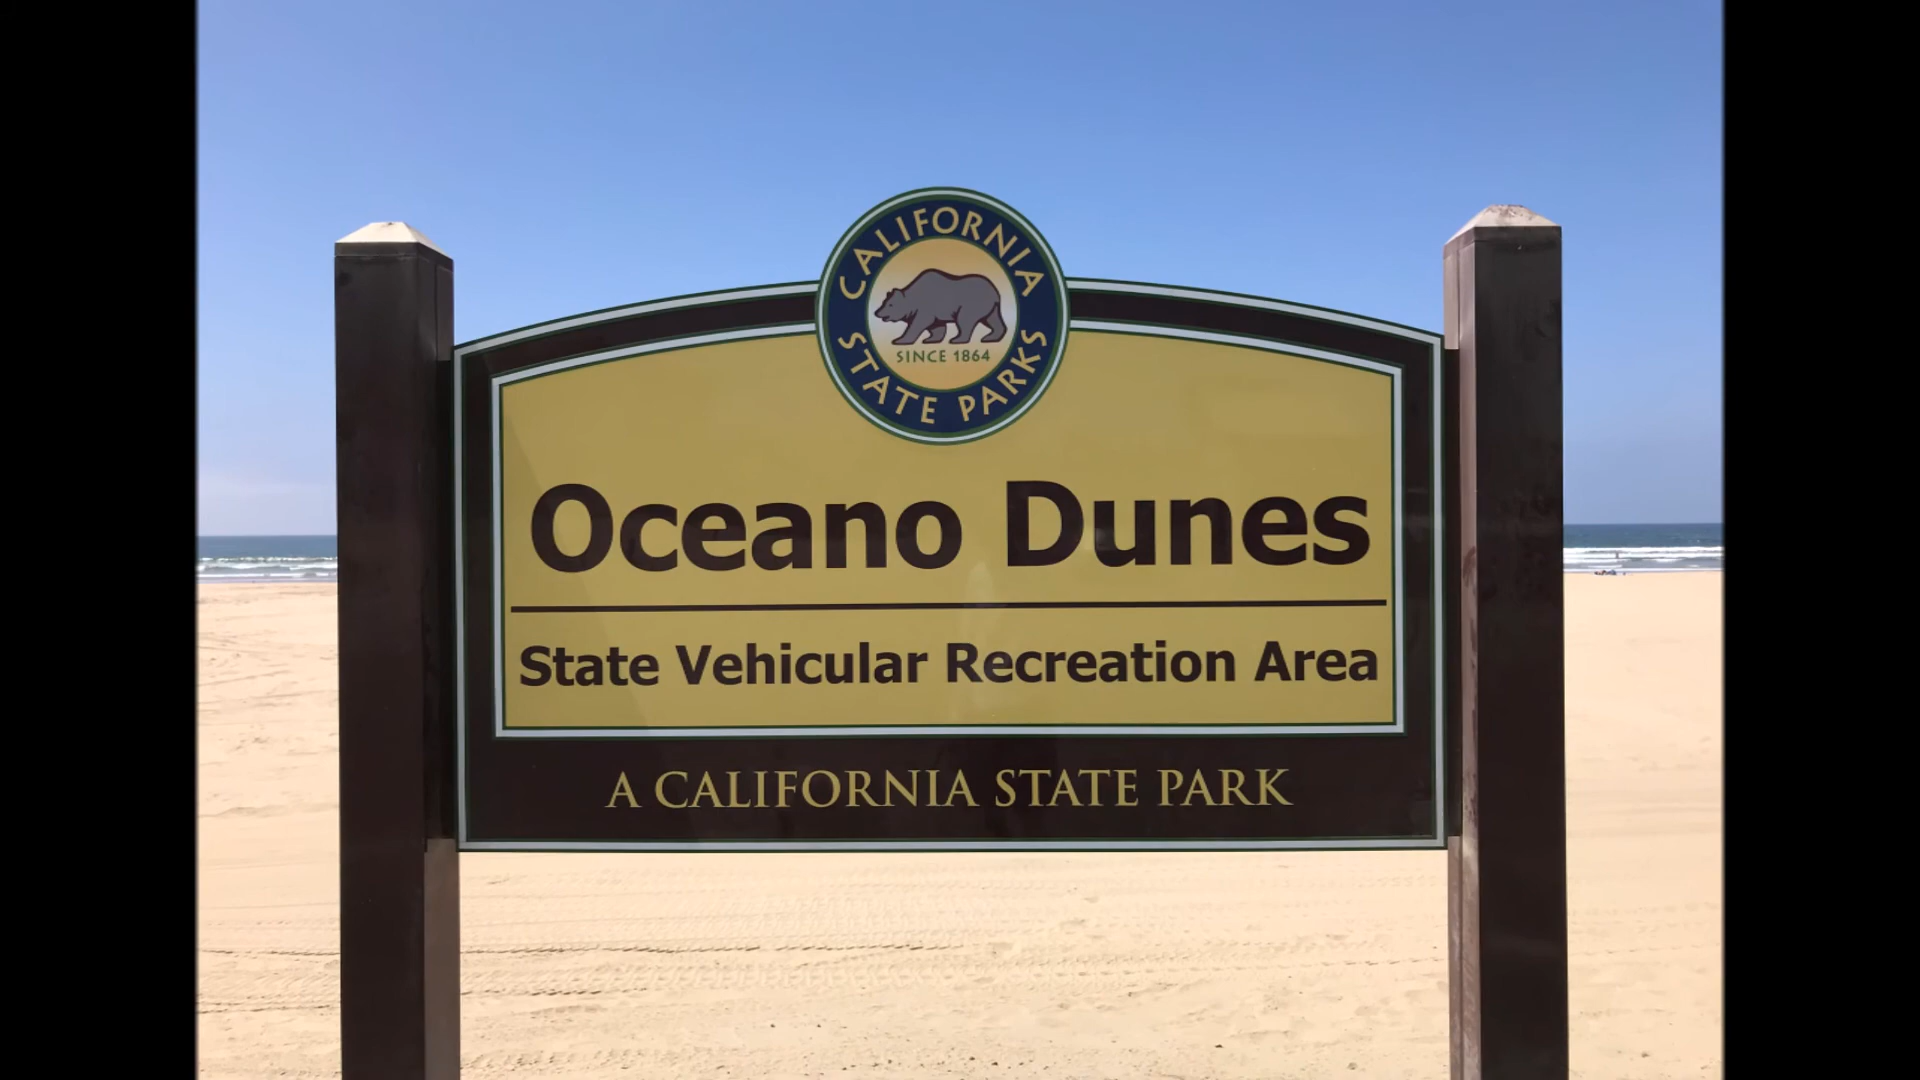 CALIFORNIA
SINCE 1864
STATE PARKS
Oceano Dunes
State Vehicular Recreation Area
A CALIFORNIA STATE PARK